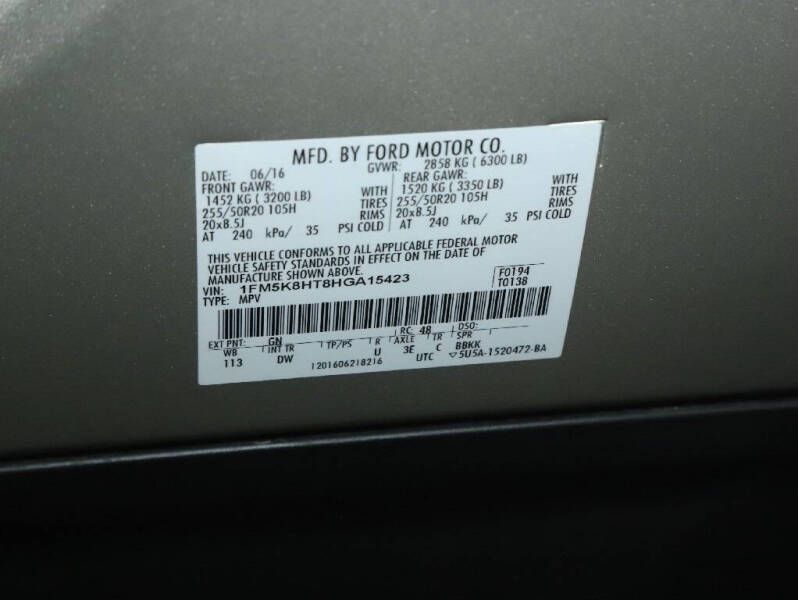 MFD. BY FORD MOTOR CO.
DATE: 06/16 GVWR: 2858 KG ( 6300 LB)
FRONT GAWR: REAR GAWR:
1452 KG ( 3200 LB) WITH 1520 KG ( 3350 LB) WITH
255/50R20 105H TIRES 255/50R20 105H TIRES
20x8.5J RIMS 20x8.5J RIMS
AT 240 kPa/ 35 PSI COLD AT 240 kPa/ 35 PSI COLD
THIS VEHICLE CONFORMS TO ALL APPLICABLE FEDERAL MOTOR
VEHICLE SAFETY STANDARDS IN EFFECT ON THE DATE OF
MANUFACTURE SHOWN ABOVE.
VIN: 1FM5K8HT8HGA15423 F0194
TYPE: MPV T0138
EXT PNT: GN RC: 48 DSO:
WB INT TR TP/PS R AXLE TR SPR
113 DW U 3E C BBKK
1201606218216 UTC ▽5U5A-1520472-BA